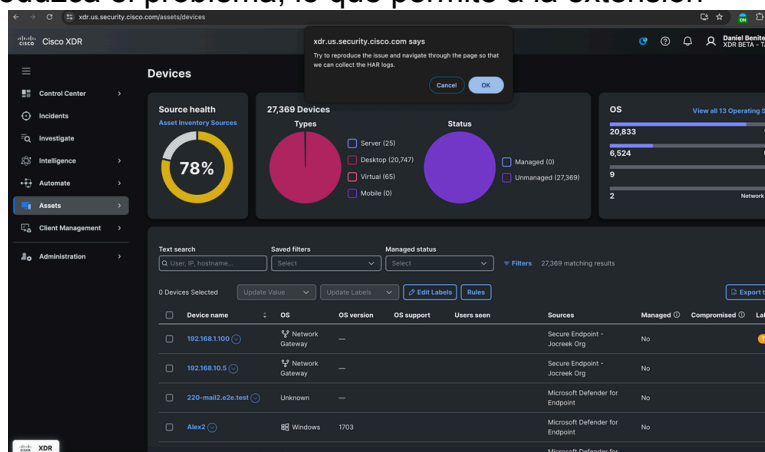 oduzca el problema, lo que permite a la extensión
xdr.us.security.cisco.com/assets/devices
CISCO Cisco XDR
xdr.us.security.cisco.com says
Try to reproduce the issue and navigate through the page so that
we can collect the HAR logs.
Cancel OK
Daniel Benite
XDR BETA - TA
Control Center
Incidents
Investigate
Intelligence
Automate
Assets
Client Management
Administration
Devices
Source health
Asset Inventory Sources
78%
27,369 Devices
Types
Server (25)
Desktop (20,747)
Virtual (65)
Mobile (0)
Status
Managed (0)
Unmanaged (27,369)
OS View all 13 Operating S
20,833
6,524
9
2 Network
Text search Saved filters Managed status
User, IP, hostname... Select Select Filters 27,369 matching results
0 Devices Selected Update Value Update Labels Edit Labels Rules Export t
Device name OS OS version OS support Users seen Sources Managed Compromised Lal
192.168.1.100 Network Gateway — Secure Endpoint - Jocreek Org No
192.168.10.5 Network Gateway — Secure Endpoint - Jocreek Org No
220-mail2.e2e.test Unknown — Microsoft Defender for Endpoint No
Alex2 Windows 1703 Microsoft Defender for Endpoint No
Microsoft Defender for
XDR